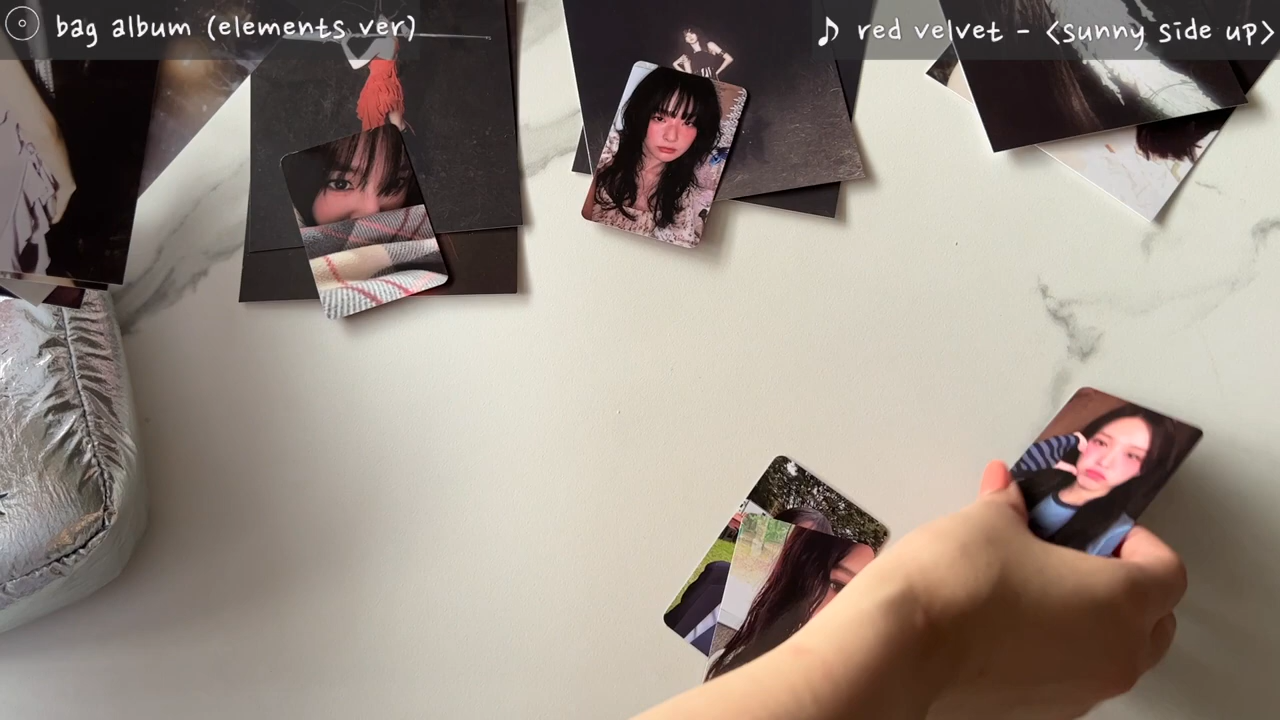 bag album (elements ver)
♪ red velvet - <sunny side up>